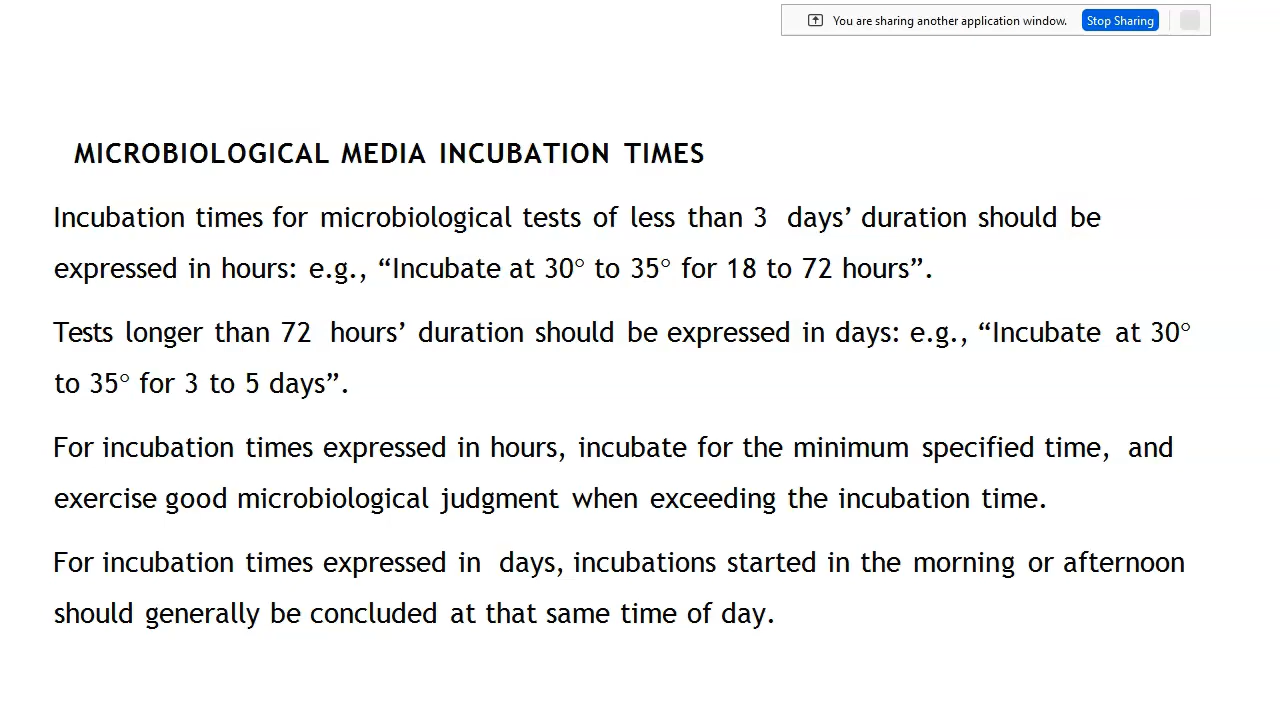 You are sharing another application window. Stop Sharing
MICROBIOLOGICAL MEDIA INCUBATION TIMES
Incubation times for microbiological tests of less than 3 days’ duration should be
expressed in hours: e.g., “Incubate at 30° to 35° for 18 to 72 hours”.
Tests longer than 72 hours’ duration should be expressed in days: e.g., “Incubate at 30°
to 35° for 3 to 5 days”.
For incubation times expressed in hours, incubate for the minimum specified time, and
exercise good microbiological judgment when exceeding the incubation time.
For incubation times expressed in days, incubations started in the morning or afternoon
should generally be concluded at that same time of day.